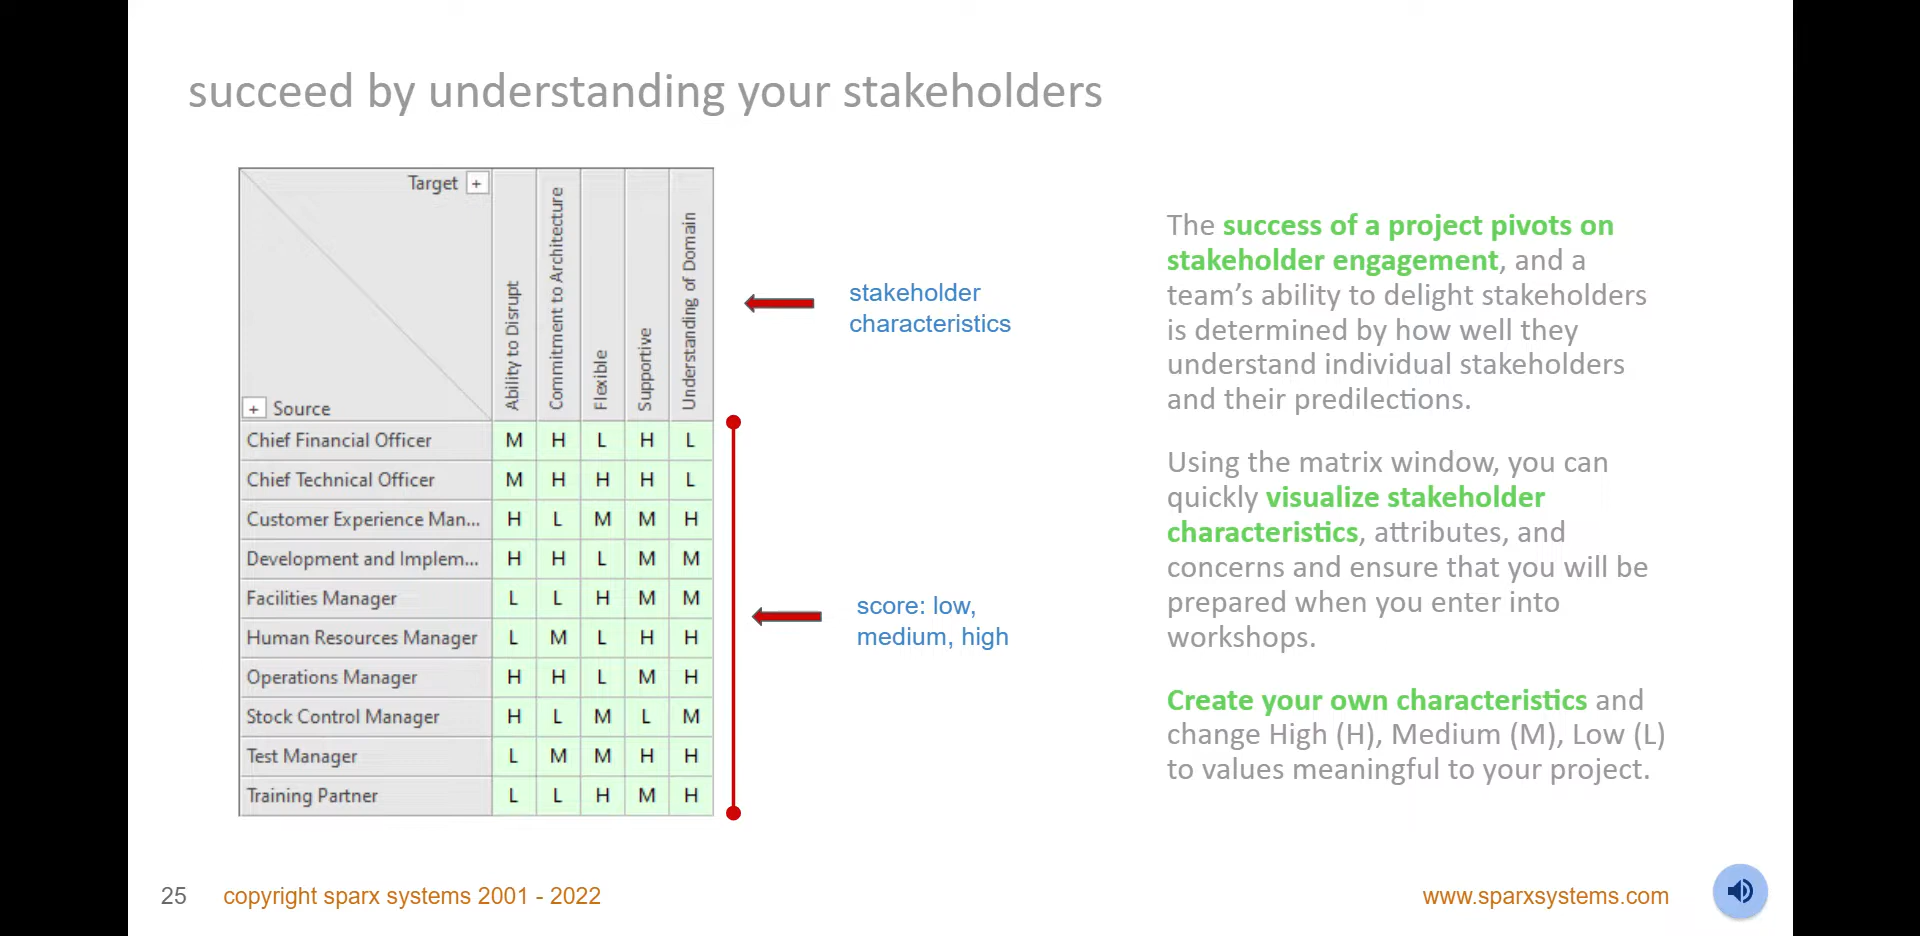 succeed by understanding your stakeholders
Target +
Ability to Disrupt
Commitment to Architecture
Flexible
Supportive
Understanding of Domain
+ Source
Chief Financial Officer M H L H L
Chief Technical Officer M H H H L
Customer Experience Man... H L M M H
Development and Implem... H H L M M
Facilities Manager L L H M M
Human Resources Manager L M L H H
Operations Manager H H L M H
Stock Control Manager H L M L M
Test Manager L M M H H
Training Partner L L H M H
stakeholder
characteristics
score: low,
medium, high
The success of a project pivots on
stakeholder engagement, and a
team’s ability to delight stakeholders
is determined by how well they
understand individual stakeholders
and their predilections.
Using the matrix window, you can
quickly visualize stakeholder
characteristics, attributes, and
concerns and ensure that you will be
prepared when you enter into
workshops.
Create your own characteristics and
change High (H), Medium (M), Low (L)
to values meaningful to your project.
25 copyright sparx systems 2001 - 2022
www.sparxsystems.com